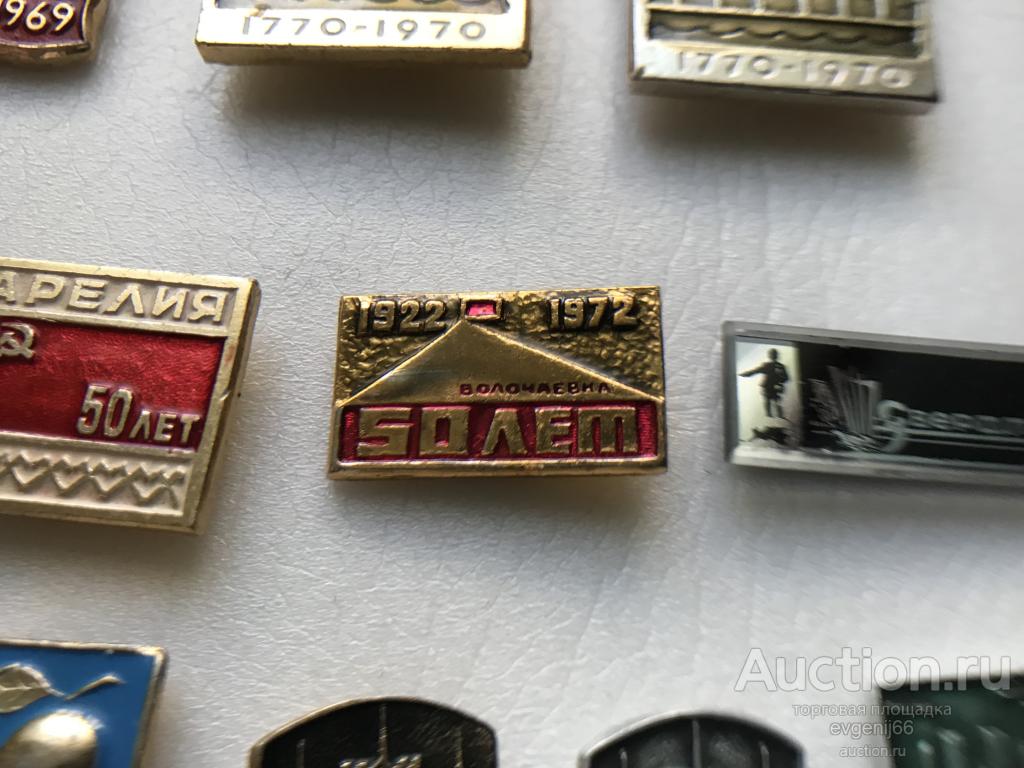 1969
1770-1970
1770-1970
АРЕЛИЯ
50 ЛЕТ
1922 1972
ВОЛОЧАЕВКА
50 ЛЕТ
Свердл
Auction.ru
торговая площадка
evgenij66
auction.ru